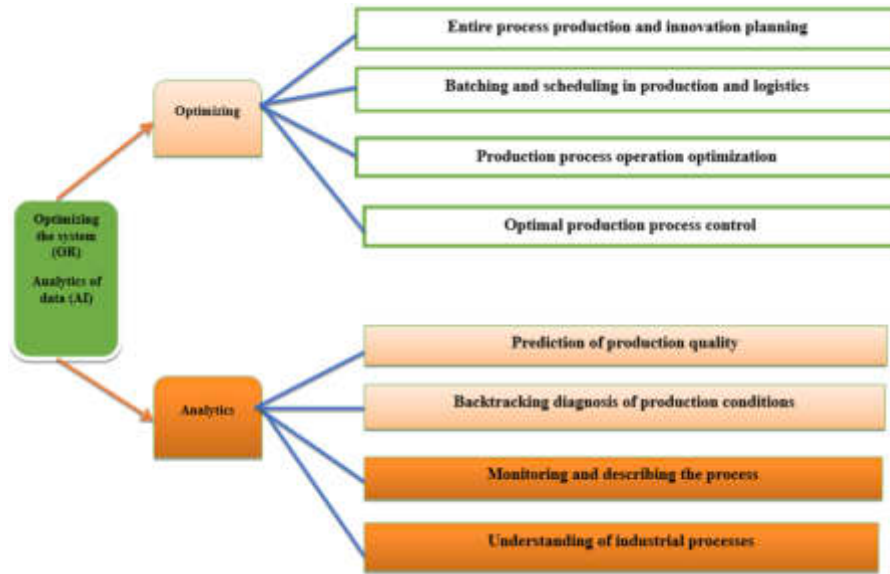 Entire process production and innovation planning
Batching and scheduling in production and logistics
Optimizing
Production process operation optimization
Optimal production process control
Optimizing
the system
(OR)
Analytics of
data (AI)
Prediction of production quality
Backtracking diagnosis of production conditions
Analytics
Monitoring and describing the process
Understanding of industrial processes